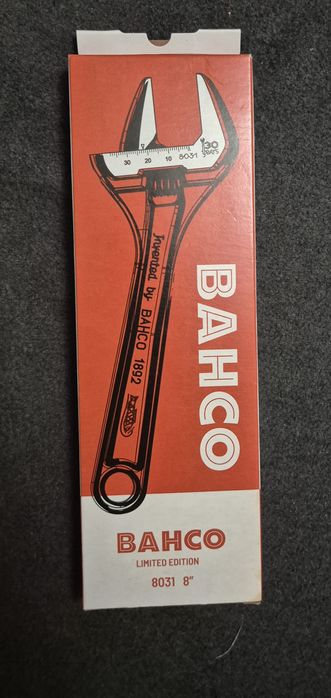 30 20 10 8031 130
YEARS
Invented by BAHCO 1892
BAHCO
BAHCO
LIMITED EDITION
8031 8"